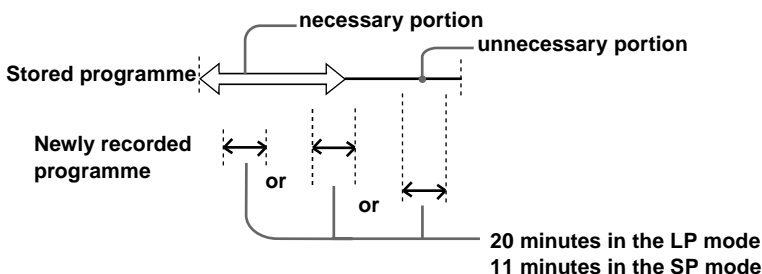 necessary portion
unnecessary portion
Stored programme
Newly recorded
programme
or
or
20 minutes in the LP mode
11 minutes in the SP mode